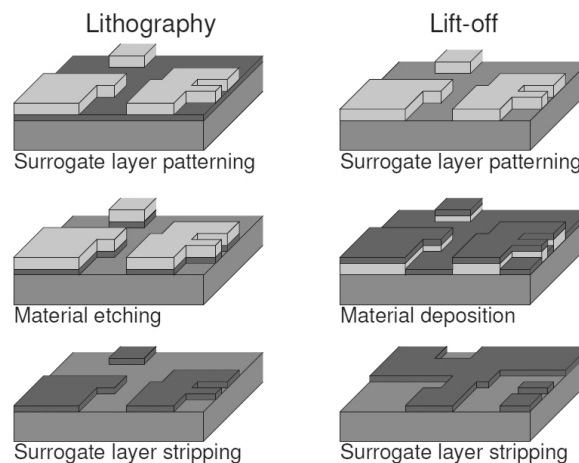 Lithography
Lift-off
Surrogate layer patterning
Surrogate layer patterning
Material etching
Material deposition
Surrogate layer stripping
Surrogate layer stripping